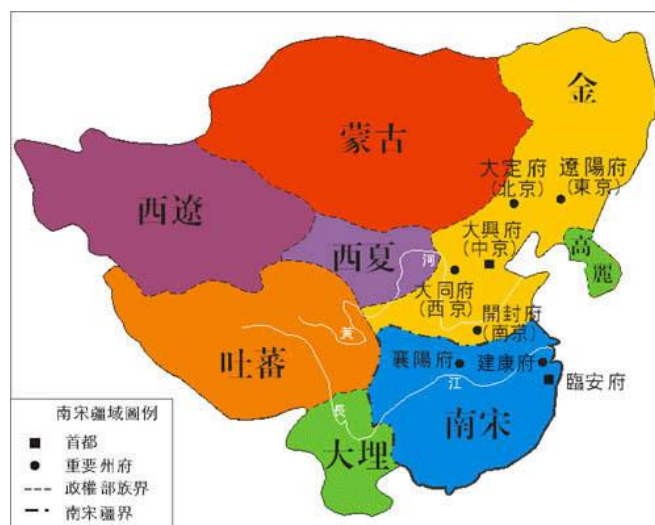 金
蒙古
大定府
(北京)
遼陽府
(東京)
西遼
大興府
(中京)
高麗
西夏
河
大同府
(西京)
開封府
(南京)
黃
吐蕃
襄陽府
建康府
臨安府
江
長
南宋
大埋
南宋疆域圖例
首都
重要州府
政權部族界
南宋疆界